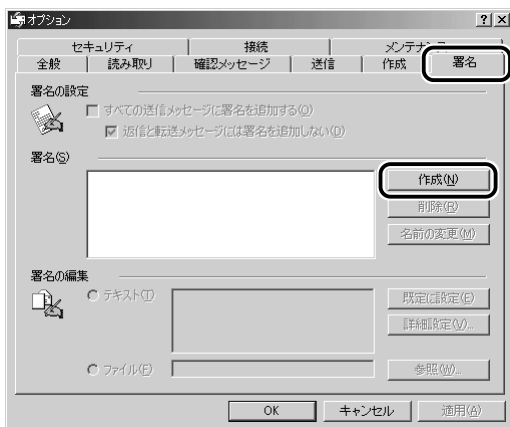 オプション
セキュリティ 接続 メンテナンス
全般 読み取り 確認メッセージ 送信 作成 署名
署名の設定
すべての送信メッセージに署名を追加する(O)
返信と転送メッセージには署名を追加しない(D)
署名(S)
作成(N)
削除(R)
名前の変更(M)
署名の編集
テキスト(T)
既定に設定(E)
詳細設定(V)...
ファイル(F)
参照(W)...
OK キャンセル 適用(A)